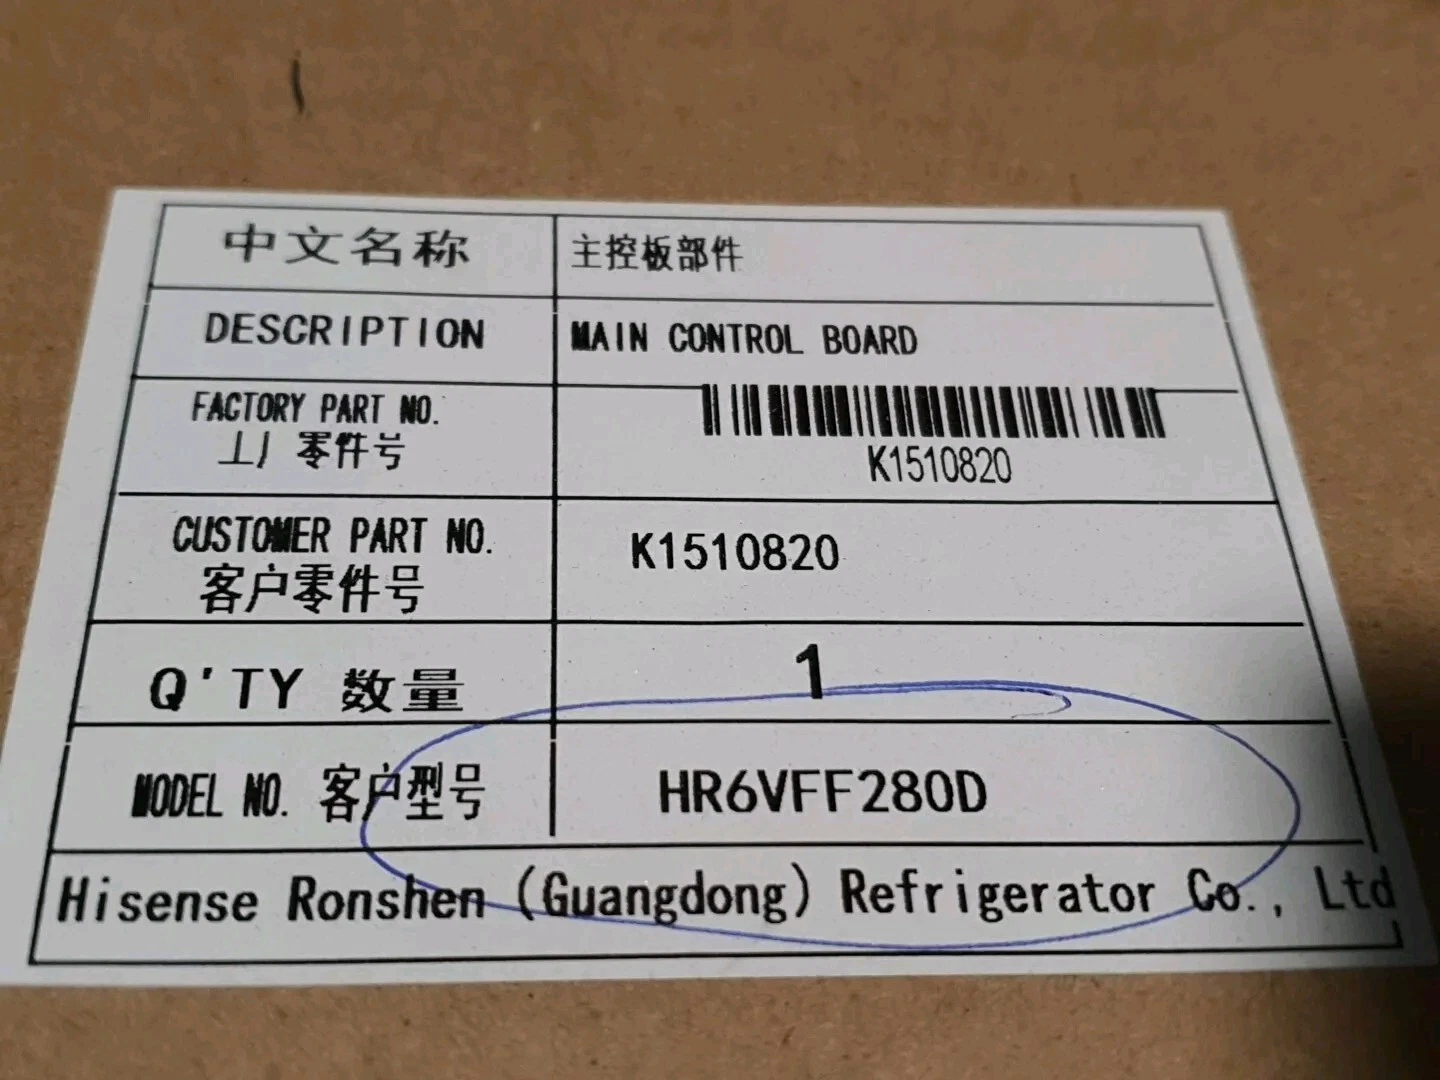 中文名称 主控板部件
DESCRIPTION MAIN CONTROL BOARD
FACTORY PART NO.
工厂零件号
K1510820
CUSTOMER PART NO.
客户零件号
K1510820
Q'TY 数量 1
MODEL NO. 客户型号 HR6VFF280D
Hisense Ronshen (Guangdong) Refrigerator Co., Ltd